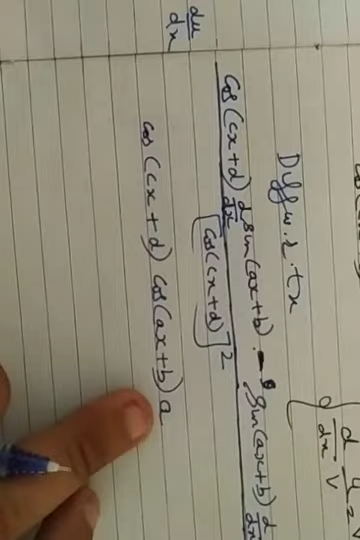 d/dx u/v =
Diff w.r.t x
cos(cx+d) d/dx sin(ax+b) - sin(ax+b) d/dx
[cos(cx+d)]2
cos(cx+d) cos(ax+b) a
du/dx